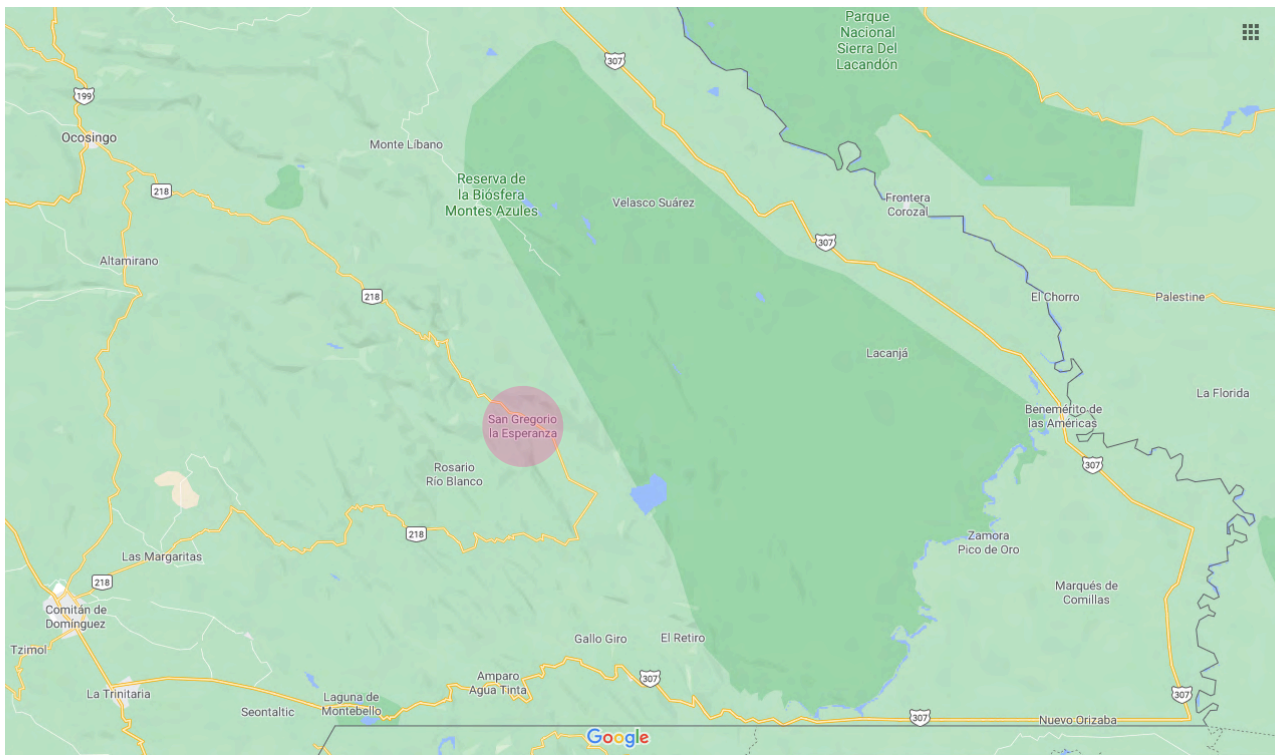 Parque
Nacional
Sierra Del
Lacandón
307
199
Ocosingo
Monte Líbano
218
Reserva de
la Biósfera
Montes Azules
Velasco Suárez
Frontera
Corozal
307
Altamirano
218
El Chorro
Palestine
Lacanjá
La Florida
San Gregorio
la Esperanza
Benemérito de
las Américas
Rosario
Río Blanco
307
218
Zamora
Pico de Oro
Las Margaritas
218
Marqués de
Comillas
Comitán de
Domínguez
Tzimol
Gallo Giro
El Retiro
Amparo
Agua Tinta
307
La Trinitaria
Laguna de
Montebello
Seontaltic
307
307
Nuevo Orizaba
Google